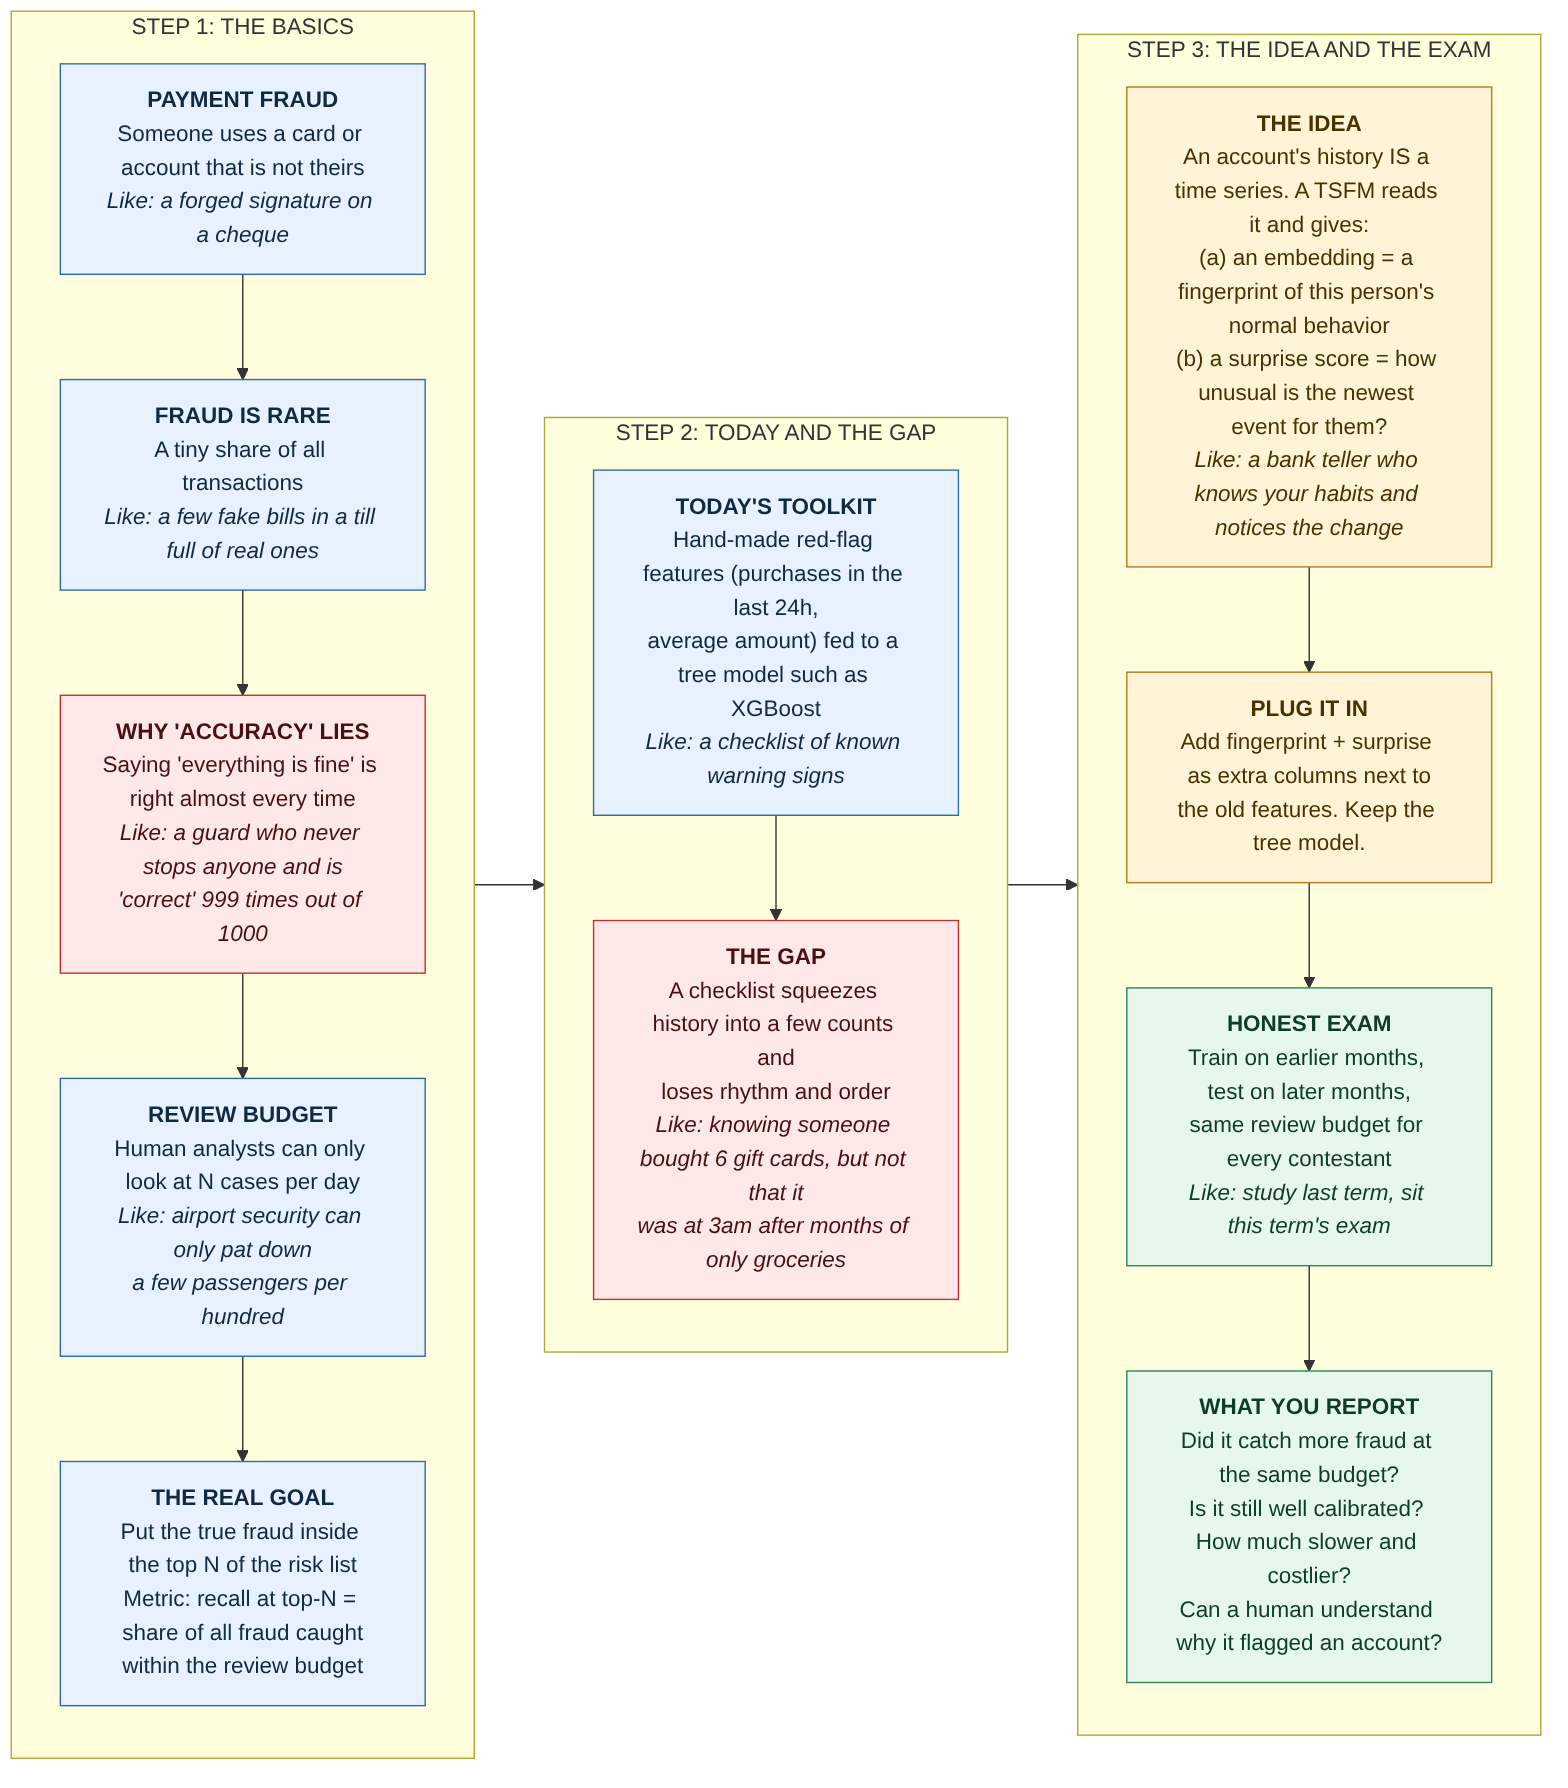 STEP 1: THE BASICS
PAYMENT FRAUD
Someone uses a card or
account that is not theirs
Like: a forged signature on
a cheque
FRAUD IS RARE
A tiny share of all
transactions
Like: a few fake bills in a till
full of real ones
WHY 'ACCURACY' LIES
Saying 'everything is fine' is
right almost every time
Like: a guard who never
stops anyone and is
'correct' 999 times out of
1000
REVIEW BUDGET
Human analysts can only
look at N cases per day
Like: airport security can
only pat down
a few passengers per
hundred
THE REAL GOAL
Put the true fraud inside
the top N of the risk list
Metric: recall at top-N =
share of all fraud caught
within the review budget
STEP 2: TODAY AND THE GAP
TODAY'S TOOLKIT
Hand-made red-flag
features (purchases in the
last 24h,
average amount) fed to a
tree model such as
XGBoost
Like: a checklist of known
warning signs
THE GAP
A checklist squeezes
history into a few counts
and
loses rhythm and order
Like: knowing someone
bought 6 gift cards, but not
that it
was at 3am after months of
only groceries
STEP 3: THE IDEA AND THE EXAM
THE IDEA
An account's history IS a
time series. A TSFM reads
it and gives:
(a) an embedding = a
fingerprint of this person's
normal behavior
(b) a surprise score = how
unusual is the newest
event for them?
Like: a bank teller who
knows your habits and
notices the change
PLUG IT IN
Add fingerprint + surprise
as extra columns next to
the old features. Keep the
tree model.
HONEST EXAM
Train on earlier months,
test on later months,
same review budget for
every contestant
Like: study last term, sit
this term's exam
WHAT YOU REPORT
Did it catch more fraud at
the same budget?
Is it still well calibrated?
How much slower and
costlier?
Can a human understand
why it flagged an account?